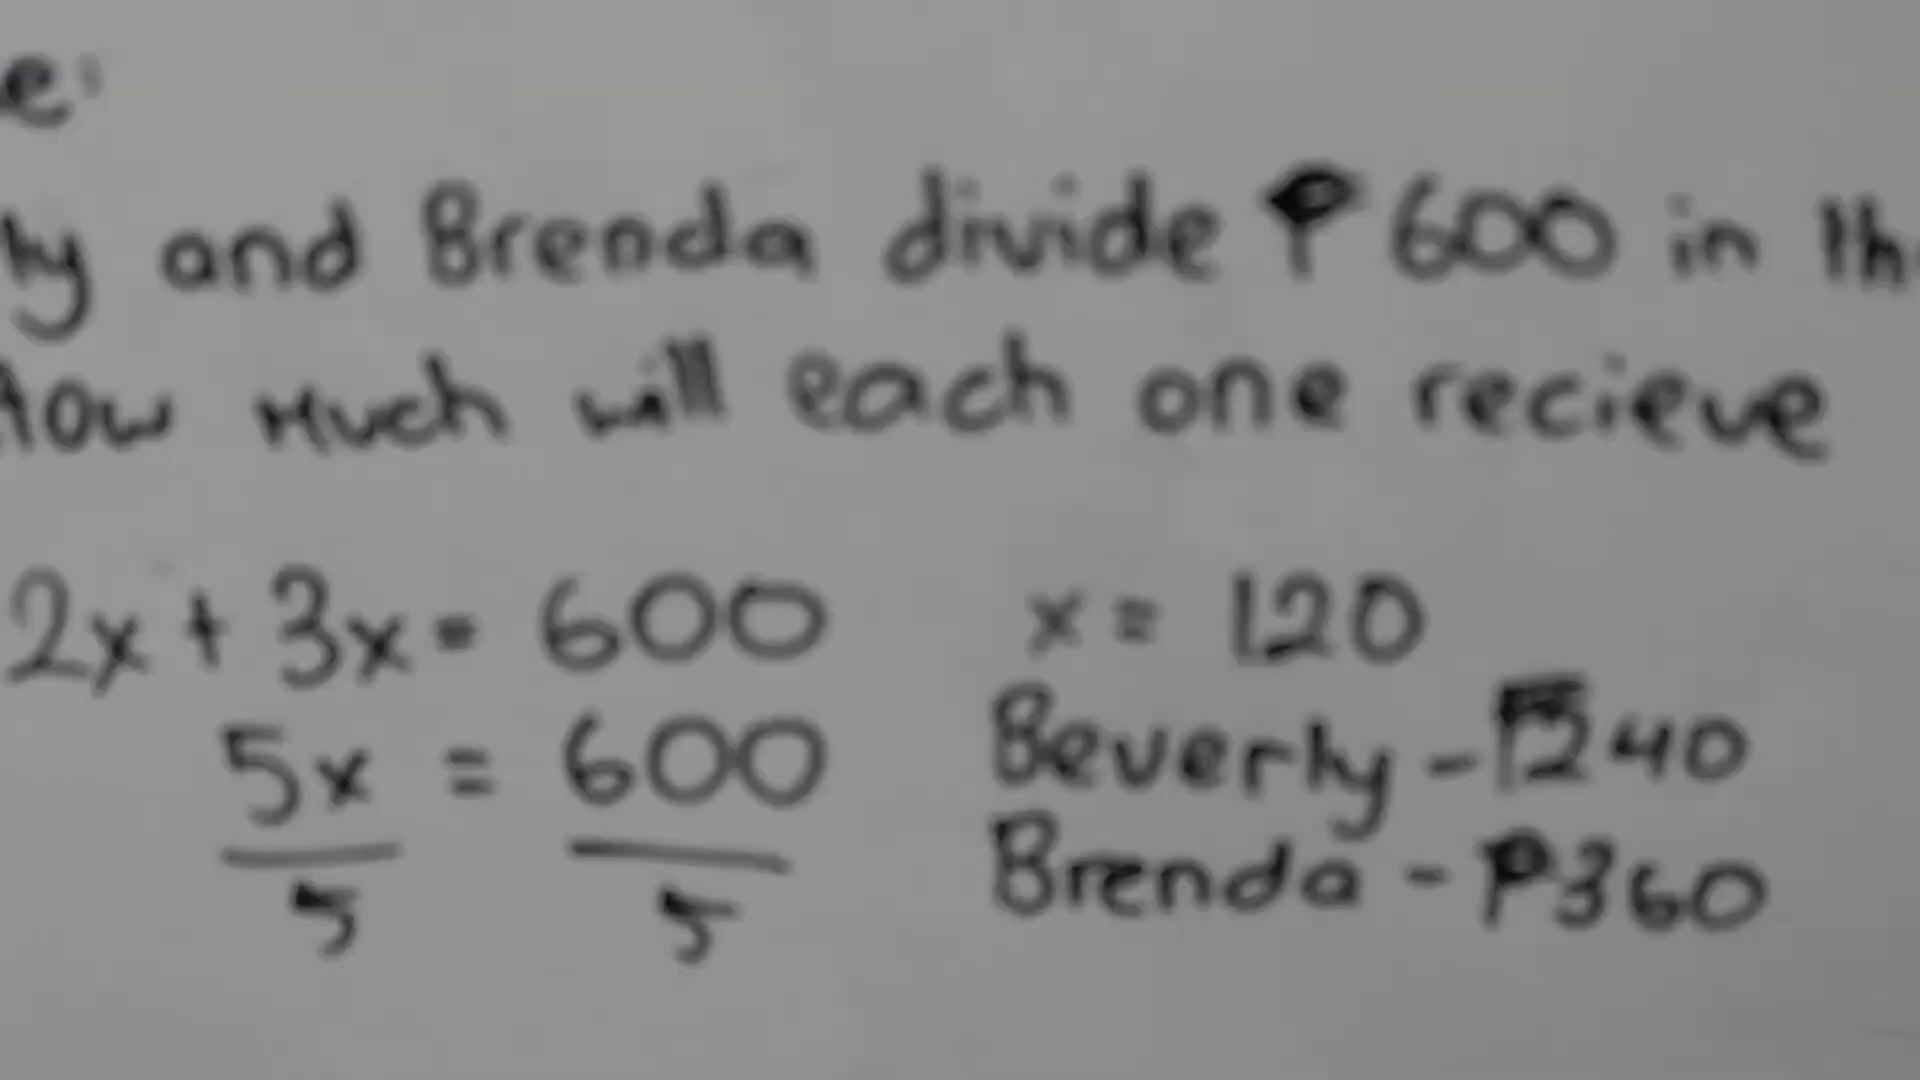 e:
ty and Brenda divide ₱600 in th
How Much will each one recieve
2x + 3x = 600 x = 120
5x = 600 Beverly - ₱240
5 5 Brenda - ₱360